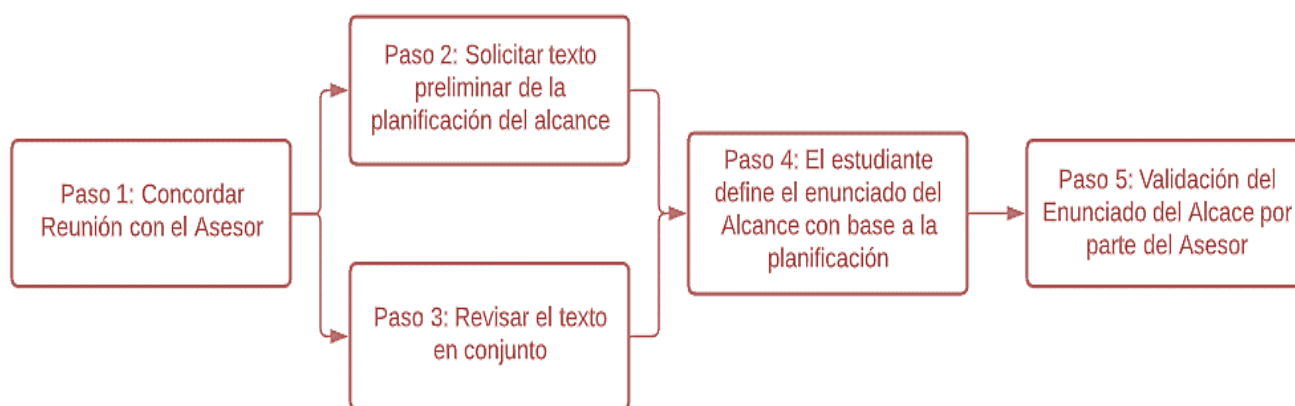 Paso 1: Concordar
Reunión con el Asesor
Paso 2: Solicitar texto
preliminar de la
planificación del alcance
Paso 3: Revisar el texto
en conjunto
Paso 4: El estudiante
define el enunciado del
Alcance con base a la
planificación
Paso 5: Validación del
Enunciado del Alcace por
parte del Asesor